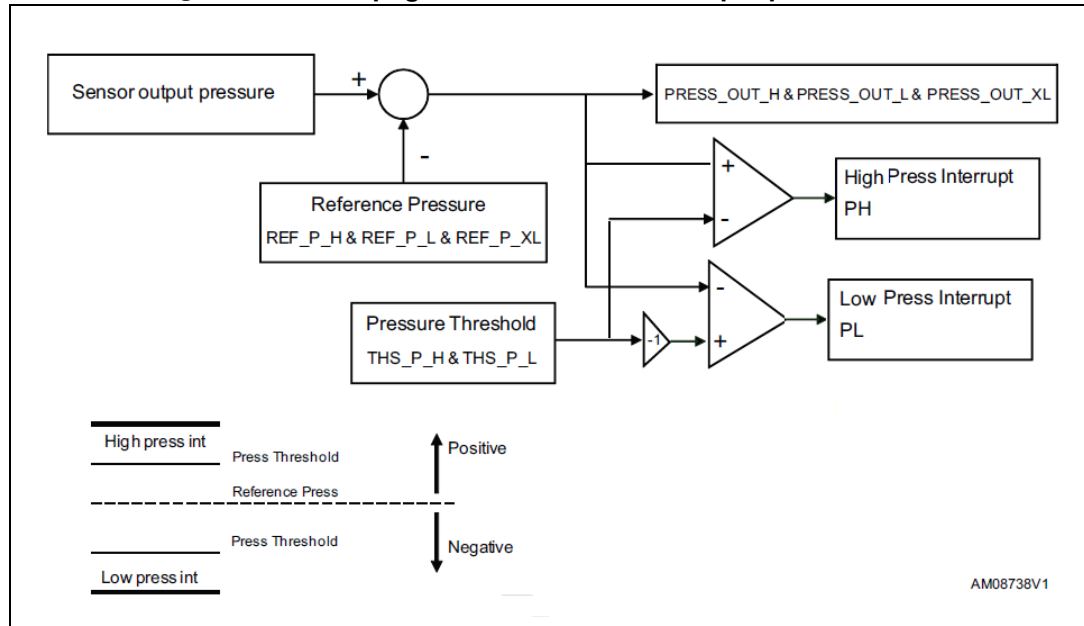 Sensor output pressure
+
-
PRESS_OUT_H & PRESS_OUT_L & PRESS_OUT_XL
Reference Pressure
REF_P_H & REF_P_L & REF_P_XL
+
-
High Press Interrupt
PH
Pressure Threshold
THS_P_H & THS_P_L
-1
-
+
Low Press Interrupt
PL
High press int
Press Threshold
Reference Press
Press Threshold
Low press int
Positive
Negative
AM08738V1